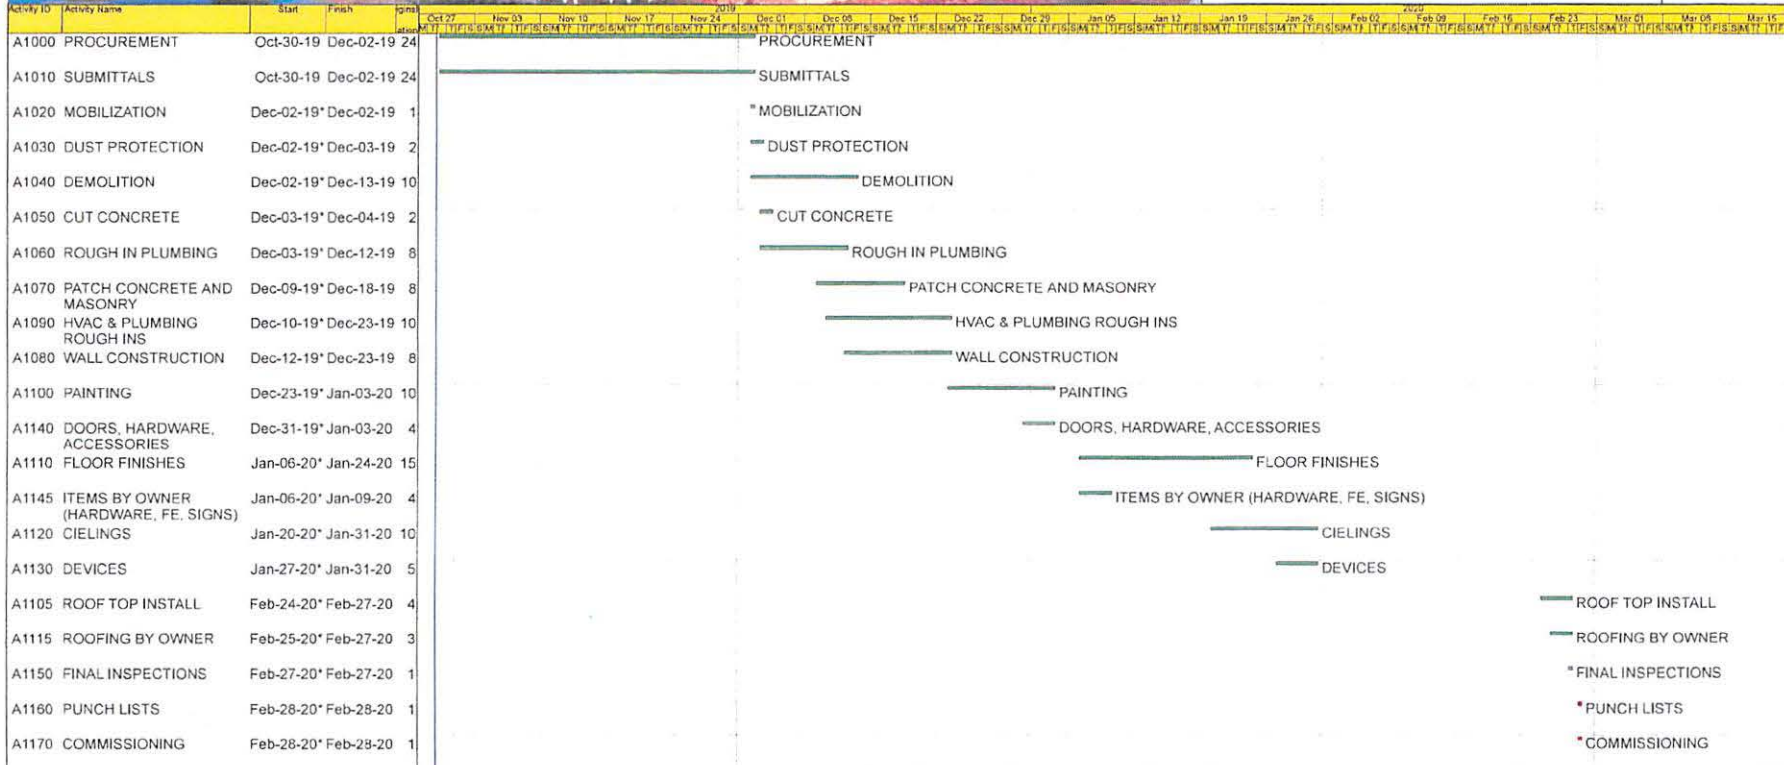 Activity ID Activity Name Start Finish
2019 2020
Oct 27 Nov 03 Nov 10 Nov 17 Nov 24 Dec 01 Dec 08 Dec 15 Dec 22 Dec 29 Jan 05 Jan 12 Jan 19 Jan 26 Feb 02 Feb 09 Feb 16 Feb 23 Mar 01 Mar 08 Mar 15
A1000 PROCUREMENT Oct-30-19 Dec-02-19 24 PROCUREMENT
A1010 SUBMITTALS Oct-30-19 Dec-02-19 24 SUBMITTALS
A1020 MOBILIZATION Dec-02-19* Dec-02-19 1 MOBILIZATION
A1030 DUST PROTECTION Dec-02-19* Dec-03-19 2 DUST PROTECTION
A1040 DEMOLITION Dec-02-19* Dec-13-19 10 DEMOLITION
A1050 CUT CONCRETE Dec-03-19* Dec-04-19 2 CUT CONCRETE
A1060 ROUGH IN PLUMBING Dec-03-19* Dec-12-19 8 ROUGH IN PLUMBING
A1070 PATCH CONCRETE AND Dec-09-19* Dec-18-19 8 PATCH CONCRETE AND MASONRY
MASONRY
A1090 HVAC & PLUMBING Dec-10-19* Dec-23-19 10 HVAC & PLUMBING ROUGH INS
ROUGH INS
A1080 WALL CONSTRUCTION Dec-12-19* Dec-23-19 8 WALL CONSTRUCTION
A1100 PAINTING Dec-23-19* Jan-03-20 10 PAINTING
A1140 DOORS, HARDWARE, Dec-31-19* Jan-03-20 4 DOORS, HARDWARE, ACCESSORIES
ACCESSORIES
A1110 FLOOR FINISHES Jan-06-20* Jan-24-20 15 FLOOR FINISHES
A1145 ITEMS BY OWNER Jan-06-20* Jan-09-20 4 ITEMS BY OWNER (HARDWARE, FE, SIGNS)
(HARDWARE, FE, SIGNS)
A1120 CIELINGS Jan-20-20* Jan-31-20 10 CIELINGS
A1130 DEVICES Jan-27-20* Jan-31-20 5 DEVICES
A1105 ROOF TOP INSTALL Feb-24-20* Feb-27-20 4 ROOF TOP INSTALL
A1115 ROOFING BY OWNER Feb-25-20* Feb-27-20 3 ROOFING BY OWNER
A1150 FINAL INSPECTIONS Feb-27-20* Feb-27-20 1 FINAL INSPECTIONS
A1160 PUNCH LISTS Feb-28-20* Feb-28-20 1 PUNCH LISTS
A1170 COMMISSIONING Feb-28-20* Feb-28-20 1 COMMISSIONING